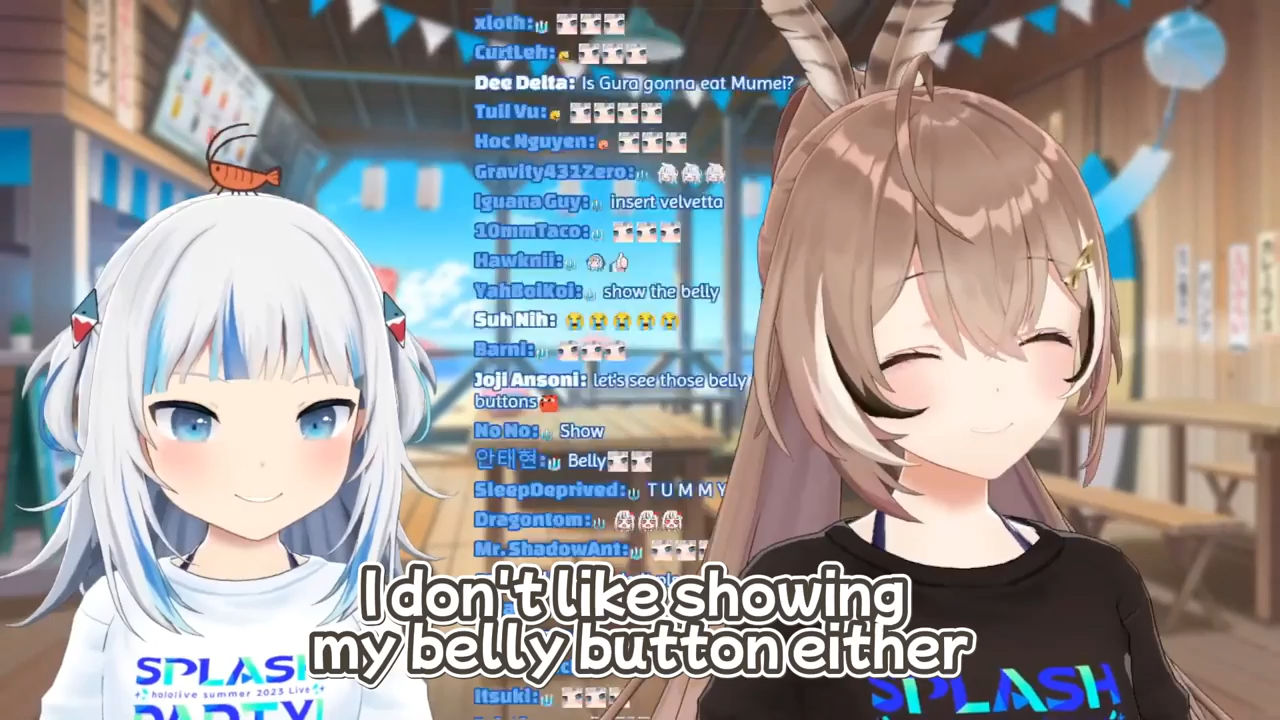 xloth:
CurtLeh:
Dee Delta: Is Gura gonna eat Mumei?
Tuil Vu:
Hoc Nguyen:
Gravity431Zero:
IguanaGuy: insert velvetta
10mmTaco:
Hawknii:
YahBoiKoi: show the belly
Suh Nih:
Barni:
Joji Ansoni: let's see those belly
buttons
No No: Show
안태현: Belly
SleepDeprived: T U M M Y
Dragontom:
Mr. ShadowAnt:
I don't like showing
my belly button either
Itsuki:
SPLASH
hololive summer 2023 Live
PARTY!
SPLASH